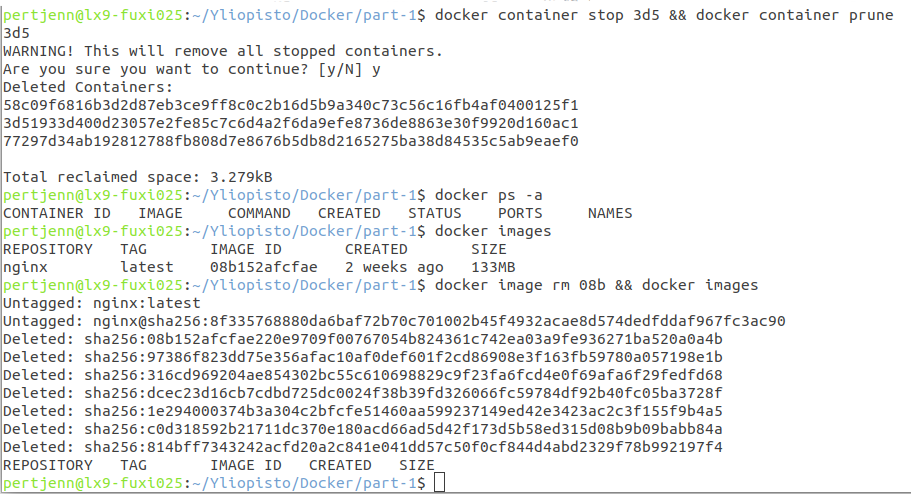 pertjenn@lx9-fuxi025:~/Yliopisto/Docker/part-1$ docker container stop 3d5 && docker container prune
3d5
WARNING! This will remove all stopped containers.
Are you sure you want to continue? [y/N] y
Deleted Containers:
58c09f6816b3d2d87eb3ce9ff8c0c2b16d5b9a340c73c56c16fb4af0400125f1
3d51933d400d23057e2fe85c7c6d4a2f6da9efe8736de8863e30f9920d160ac1
77297d34ab192812788fb808d7e8676b5db8d2165275ba38d84535c5ab9eaef0
Total reclaimed space: 3.279kB
pertjenn@lx9-fuxi025:~/Yliopisto/Docker/part-1$ docker ps -a
CONTAINER ID   IMAGE     COMMAND   CREATED   STATUS    PORTS     NAMES
pertjenn@lx9-fuxi025:~/Yliopisto/Docker/part-1$ docker images
REPOSITORY   TAG       IMAGE ID       CREATED       SIZE
nginx        latest    08b152afcfae   2 weeks ago   133MB
pertjenn@lx9-fuxi025:~/Yliopisto/Docker/part-1$ docker image rm 08b && docker images
Untagged: nginx:latest
Untagged: nginx@sha256:8f335768880da6baf72b70c701002b45f4932acae8d574dedfddaf967fc3ac90
Deleted: sha256:08b152afcfae220e9709f00767054b824361c742ea03a9fe936271ba520a0a4b
Deleted: sha256:97386f823dd75e356afac10af0def601f2cd86908e3f163fb59780a057198e1b
Deleted: sha256:316cd969204ae854302bc55c610698829c9f23fa6fcd4e0f69afa6f29fedfd68
Deleted: sha256:dcec23d16cb7cdbd725dc0024f38b39fd326066fc59784df92b40fc05ba3728f
Deleted: sha256:1e294000374b3a304c2bfcfe51460aa599237149ed42e3423ac2c3f155f9b4a5
Deleted: sha256:c0d318592b21711dc370e180acd66ad5d42f173d5b58ed315d08b9b09babb84a
Deleted: sha256:814bff7343242acfd20a2c841e041dd57c50f0cf844d4abd2329f78b992197f4
REPOSITORY   TAG       IMAGE ID   CREATED   SIZE
pertjenn@lx9-fuxi025:~/Yliopisto/Docker/part-1$